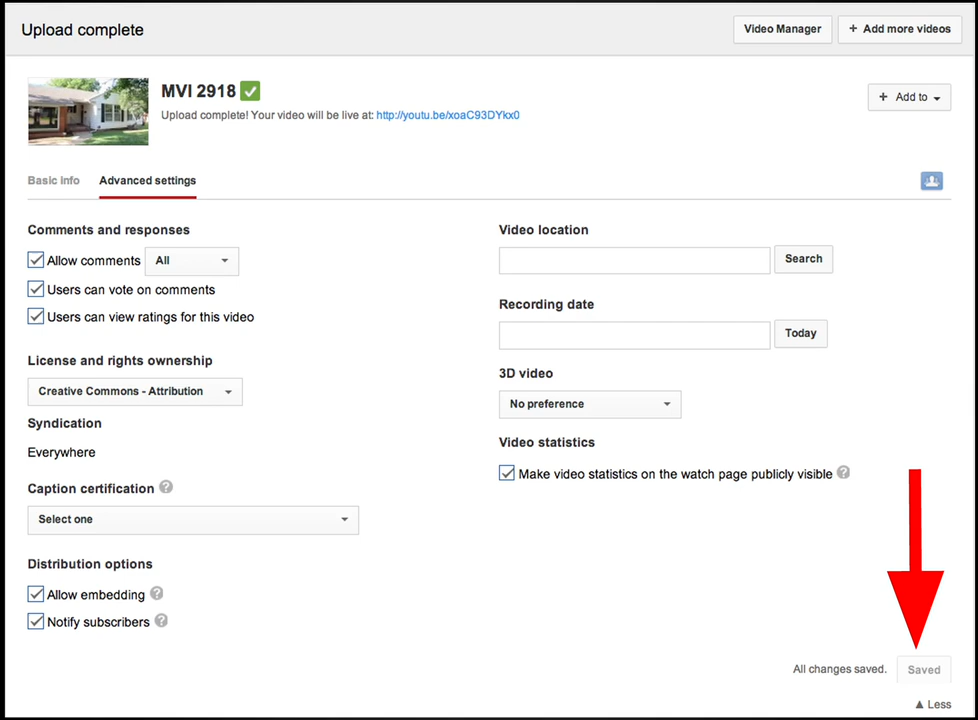 Upload complete
Video Manager
+ Add more videos
MVI 2918
Upload complete! Your video will be live at: http://youtu.be/xoaC93DYkx0
+ Add to
Basic info
Advanced settings
Comments and responses
Allow comments
All
Users can vote on comments
Users can view ratings for this video
License and rights ownership
Creative Commons - Attribution
Syndication
Everywhere
Caption certification ?
Select one
Distribution options
Allow embedding ?
Notify subscribers ?
Video location
Search
Recording date
Today
3D video
No preference
Video statistics
Make video statistics on the watch page publicly visible ?
All changes saved.
Saved
Less